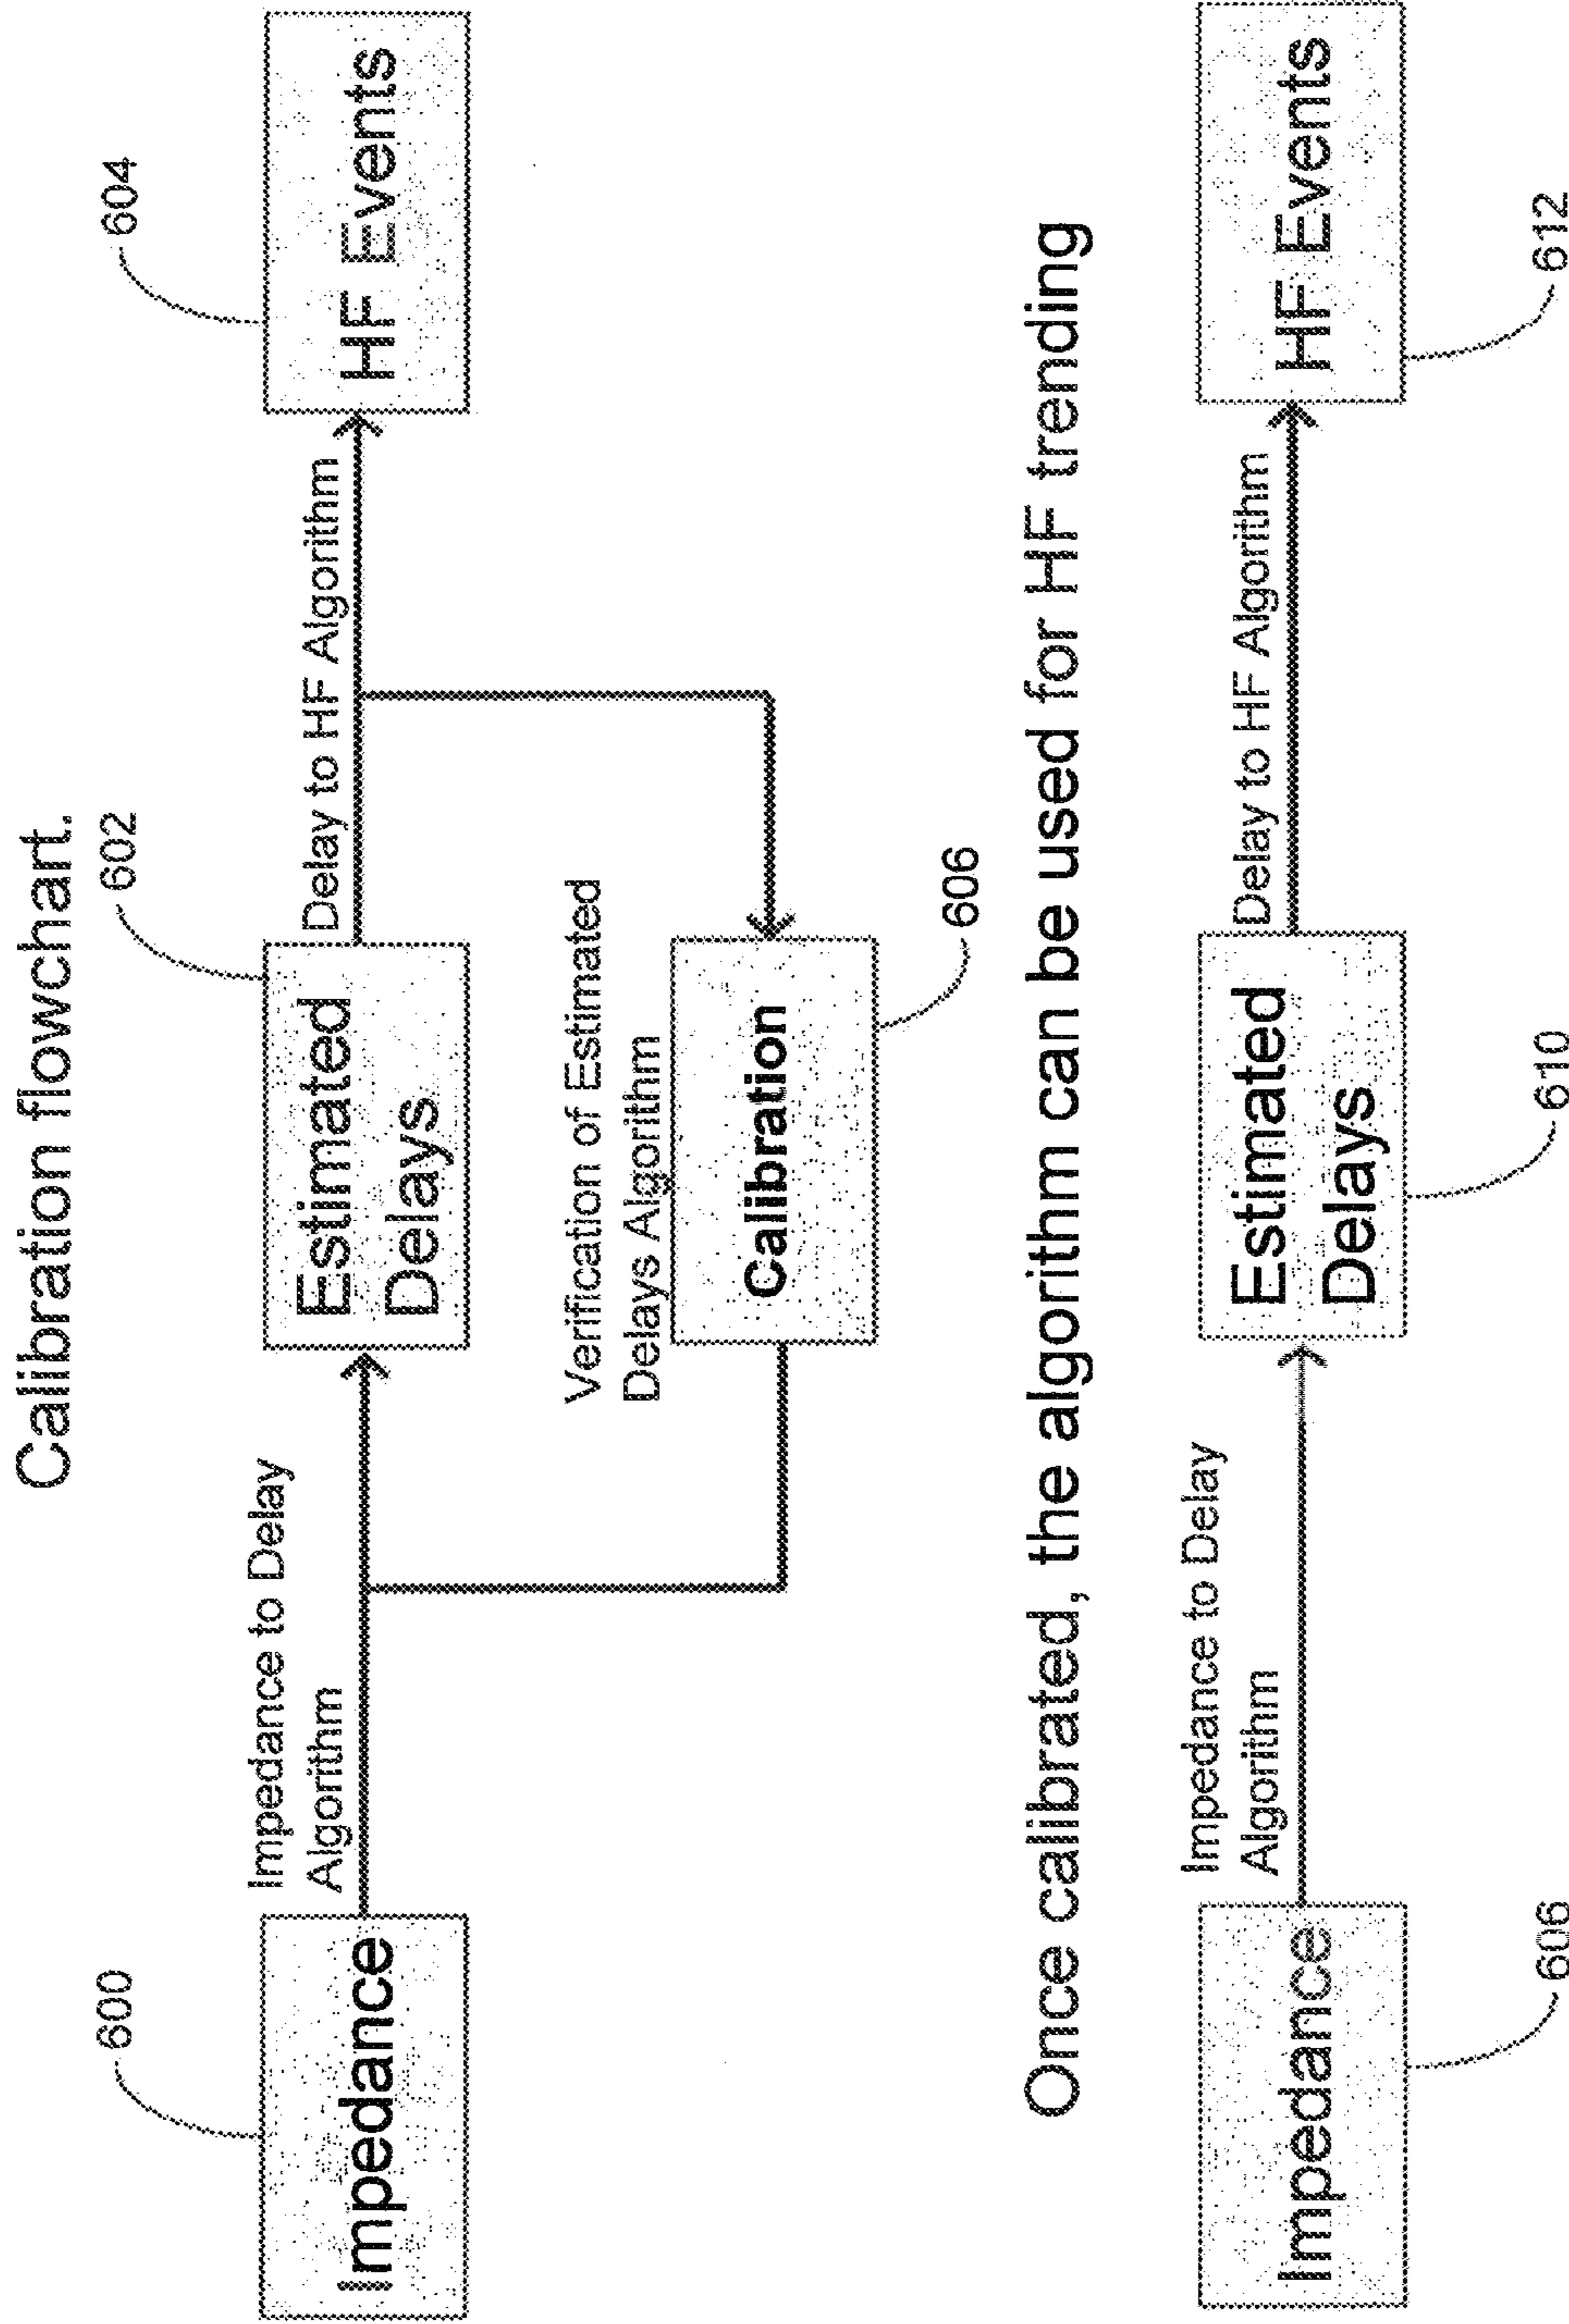 Calibration flowchart.
600
602
604
Impedance
Impedance to Delay
Algorithm
Estimated
Delays
Delay to HF Algorithm
HF Events
Verification of Estimated
Delays Algorithm
Calibration
606
Once calibrated, the algorithm can be used for HF trending
Impedance
Impedance to Delay
Algorithm
Estimated
Delays
Delay to HF Algorithm
HF Events
606
610
612